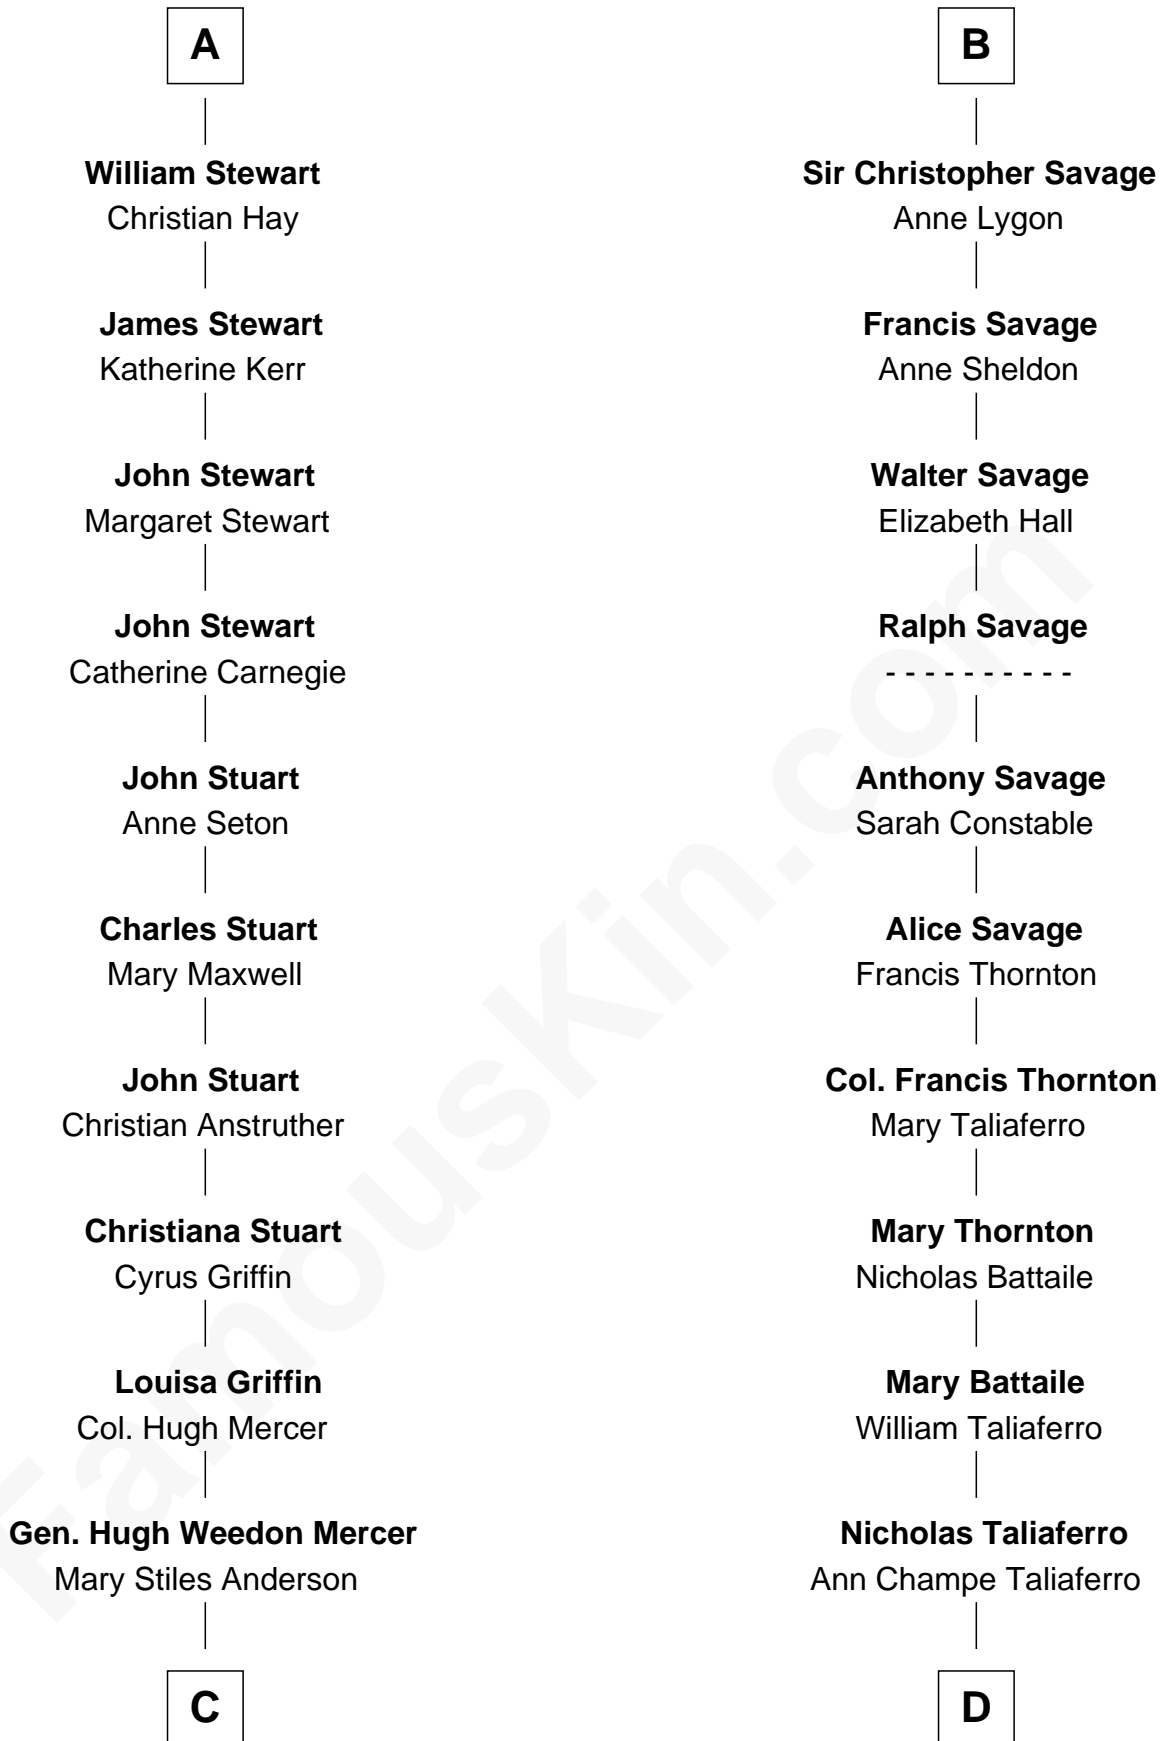 A
William Stewart
Christian Hay
James Stewart
Katherine Kerr
John Stewart
Margaret Stewart
John Stewart
Catherine Carnegie
John Stuart
Anne Seton
Charles Stuart
Mary Maxwell
John Stuart
Christian Anstruther
Christiana Stuart
Cyrus Griffin
Louisa Griffin
Col. Hugh Mercer
Gen. Hugh Weedon Mercer
Mary Stiles Anderson
C
B
Sir Christopher Savage
Anne Lygon
Francis Savage
Anne Sheldon
Walter Savage
Elizabeth Hall
Ralph Savage
- - - - - - - - - -
Anthony Savage
Sarah Constable
Alice Savage
Francis Thornton
Col. Francis Thornton
Mary Taliaferro
Mary Thornton
Nicholas Battaile
Mary Battaile
William Taliaferro
Nicholas Taliaferro
Ann Champe Taliaferro
D
FamousKin.com